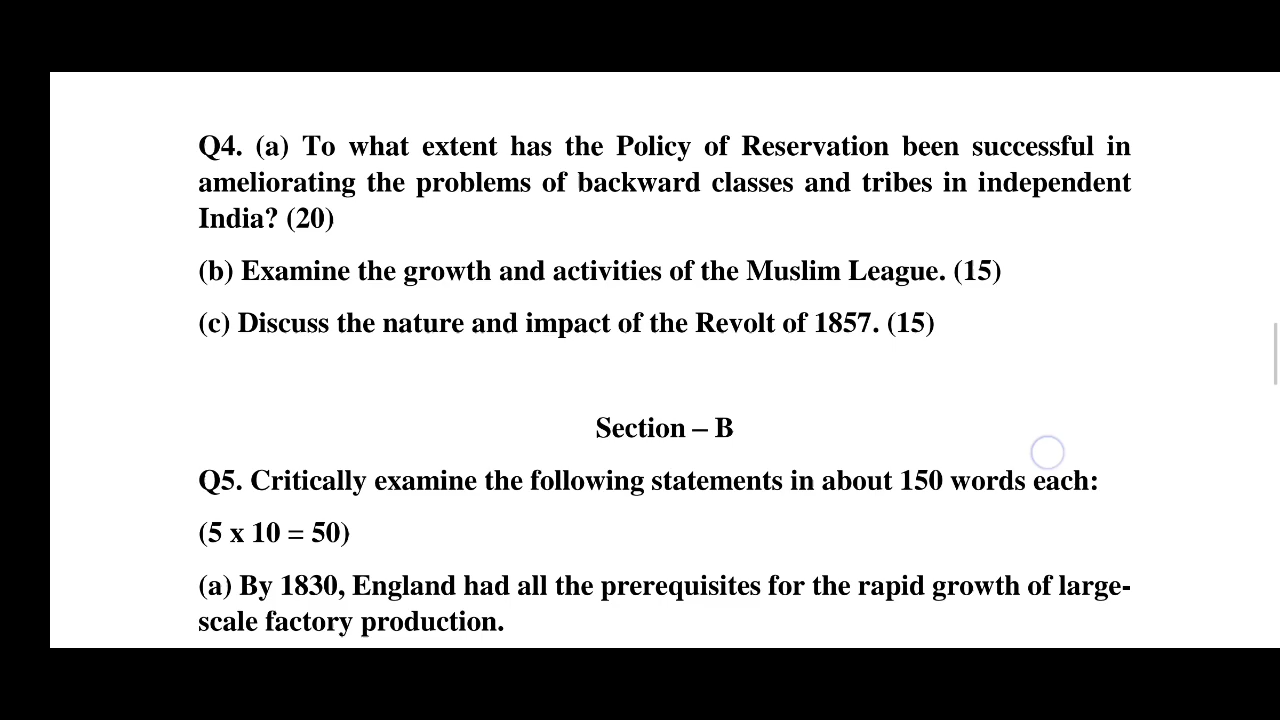 Q4. (a) To what extent has the Policy of Reservation been successful in
ameliorating the problems of backward classes and tribes in independent
India? (20)
(b) Examine the growth and activities of the Muslim League. (15)
(c) Discuss the nature and impact of the Revolt of 1857. (15)
Section – B
Q5. Critically examine the following statements in about 150 words each:
(5 x 10 = 50)
(a) By 1830, England had all the prerequisites for the rapid growth of large-
scale factory production.